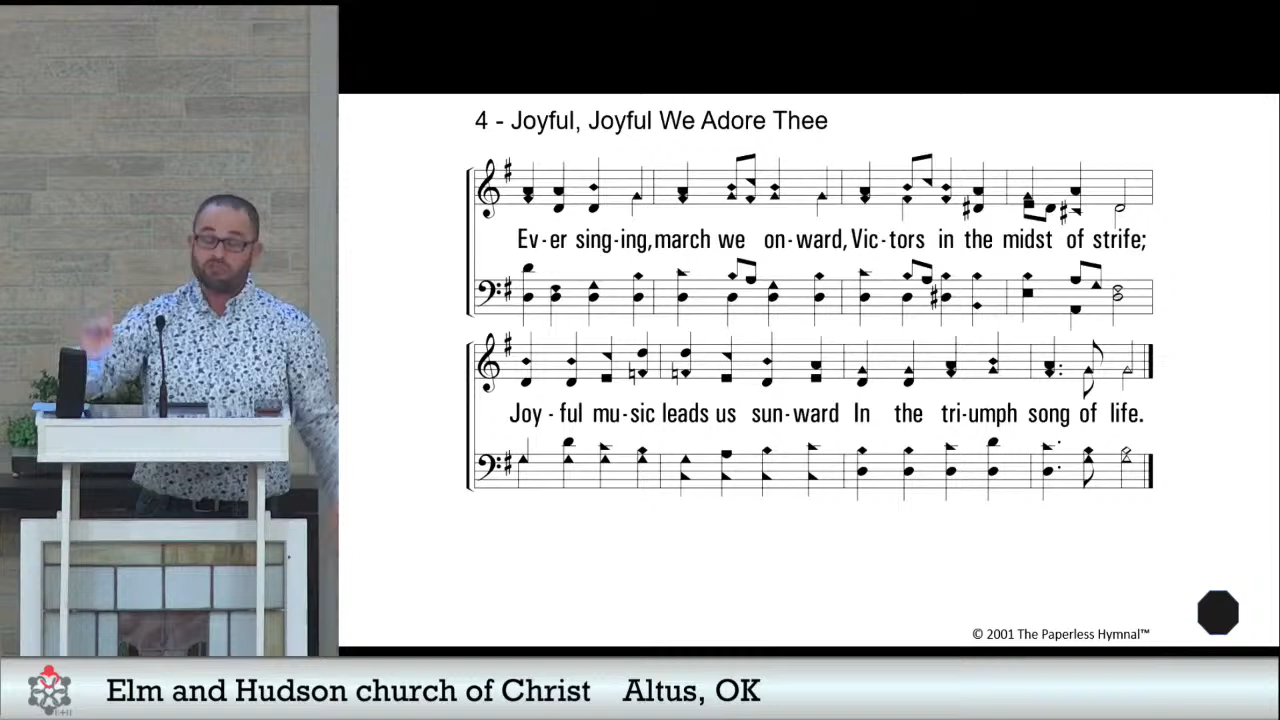 4 - Joyful, Joyful We Adore Thee
Ev-er sing-ing, march we on-ward, Vic-tors in the midst of strife;
Joy-ful mu-sic leads us sun-ward In the tri-umph song of life.
© 2001 The Paperless Hymnal™
E+H
Elm and Hudson church of Christ Altus, OK